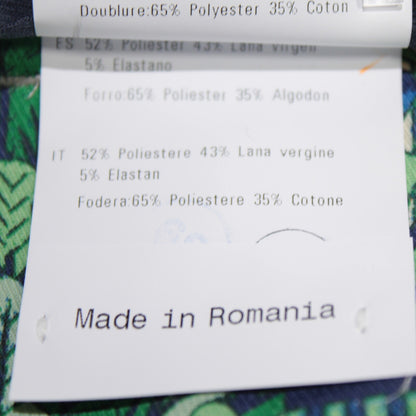 Doublure:65% Polyester 35% Coton
ES 52% Poliester 43% Lana virgen
5% Elastano
Forro:65% Poliester 35% Algodon
IT 52% Poliestere 43% Lana vergine
5% Elastan
Fodera:65% Poliestere 35% Cotone
Made in Romania